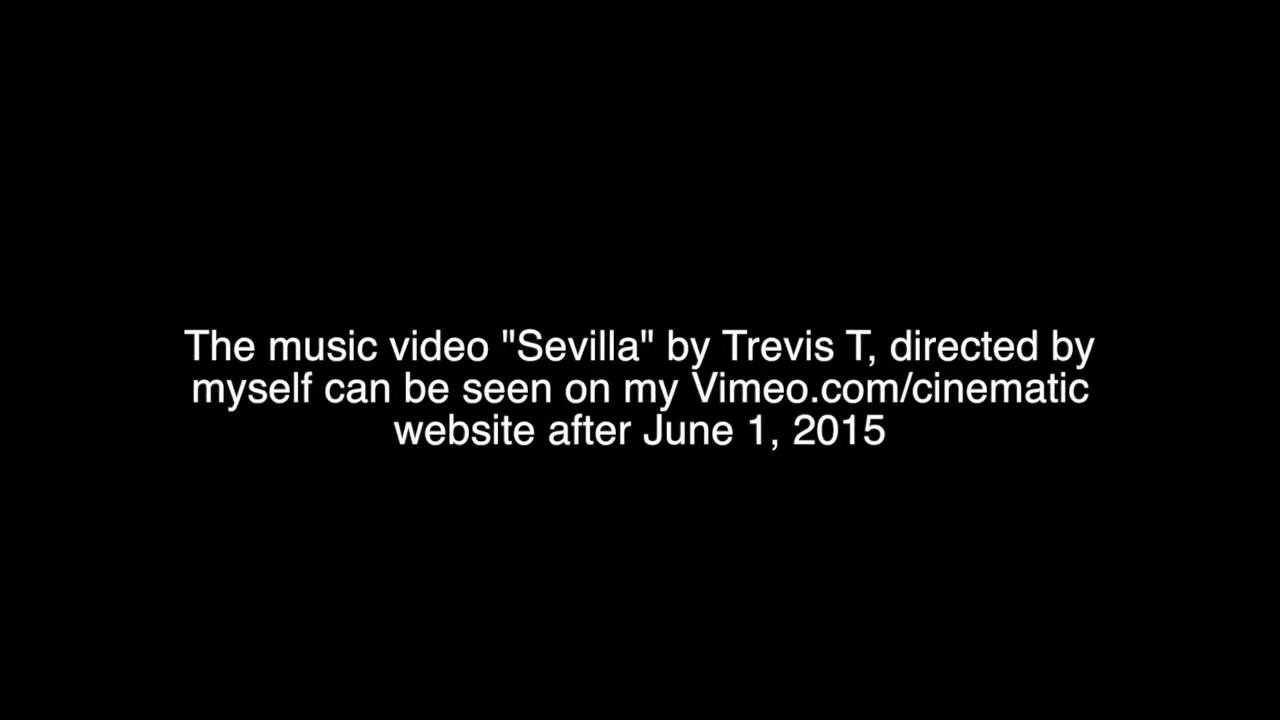 The music video "Sevilla" by Trevis T, directed by
myself can be seen on my Vimeo.com/cinematic
website after June 1, 2015